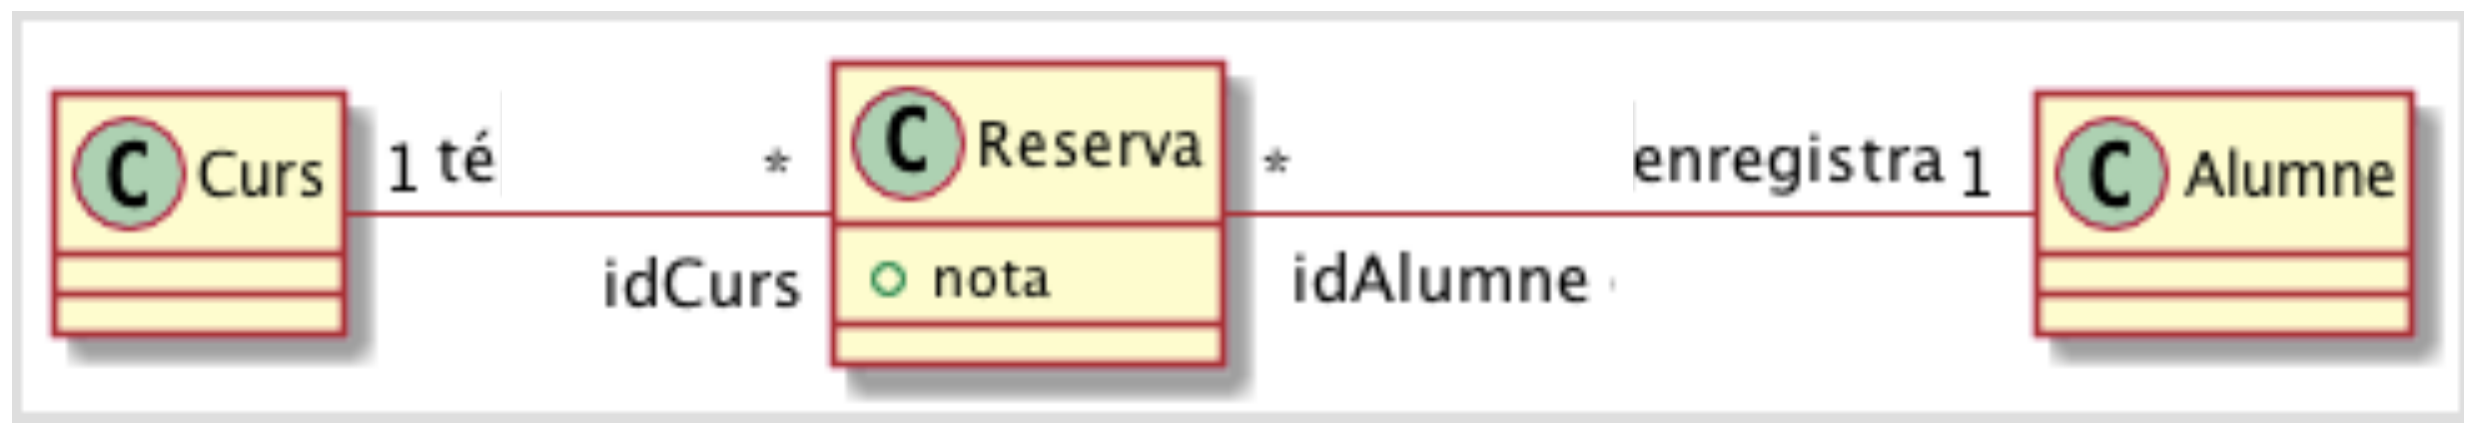 C Curs
1 té
*
idCurs
C Reserva
nota
*
enregistra 1
idAlumne
C Alumne